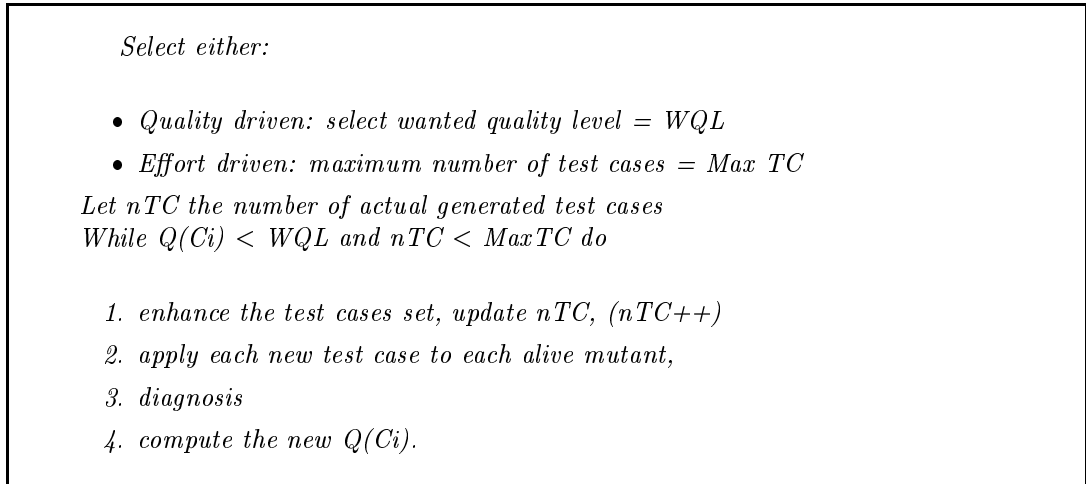 Select either:
• Quality driven: select wanted quality level = WQL
• Effort driven: maximum number of test cases = Max TC
Let nTC the number of actual generated test cases
While Q(Ci) < WQL and nTC < MaxTC do
1. enhance the test cases set, update nTC, (nTC++)
2. apply each new test case to each alive mutant,
3. diagnosis
4. compute the new Q(Ci).